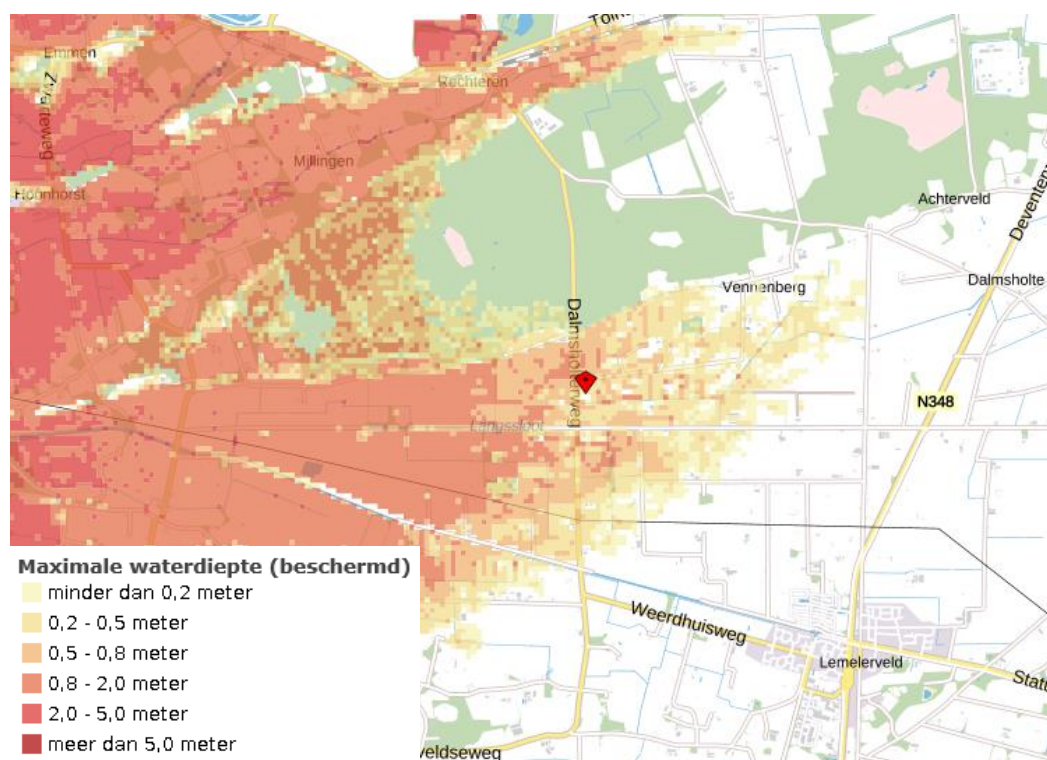 Emmen
Zwarteweg
Rechteren
Millingen
Hoonhorst
Achterveld
Vennenberg
Dalmsholte
Dalmsholterweg
N348
Langssloot
Weerdhuisweg
Lemelerveld
Maximale waterdiepte (beschermd)
minder dan 0,2 meter
0,2 - 0,5 meter
0,5 - 0,8 meter
0,8 - 2,0 meter
2,0 - 5,0 meter
meer dan 5,0 meter
veldseweg